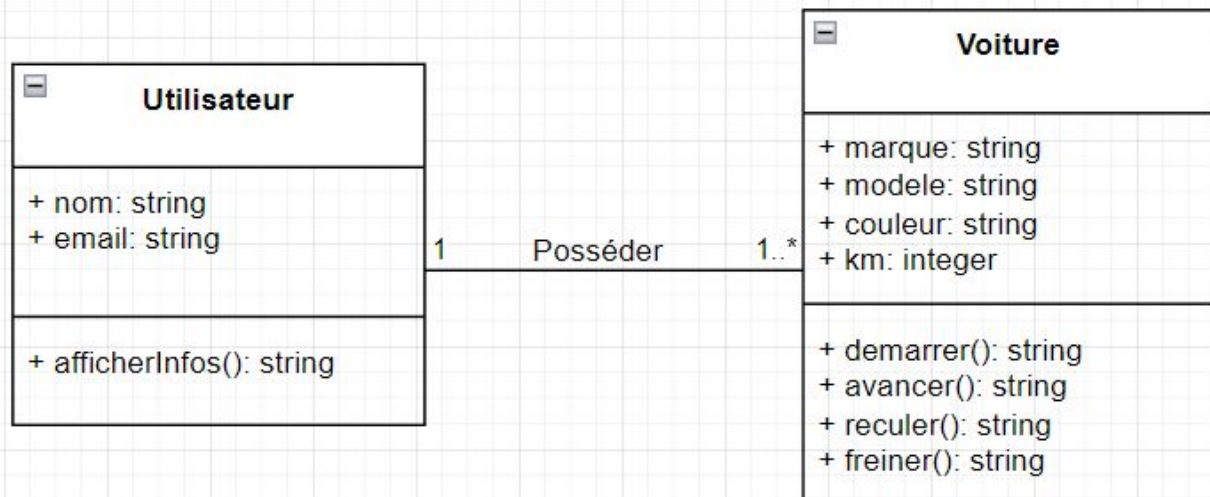 Utilisateur
+ nom: string
+ email: string
+ afficherInfos(): string
1 Posséder 1..*
Voiture
+ marque: string
+ modele: string
+ couleur: string
+ km: integer
+ demarrer(): string
+ avancer(): string
+ reculer(): string
+ freiner(): string